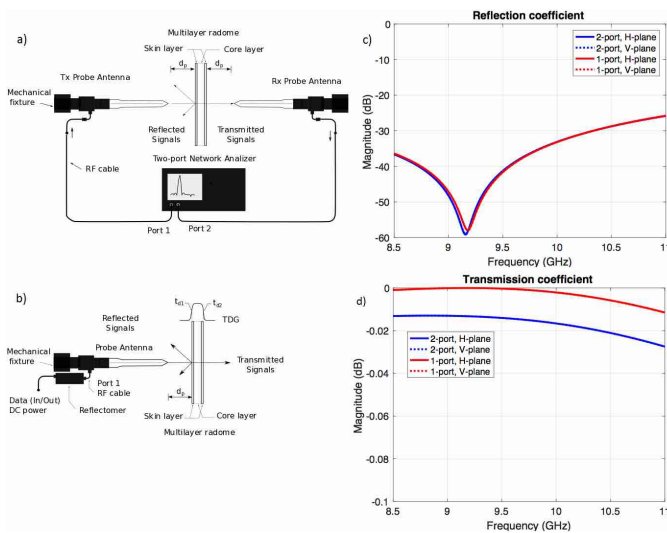 a)
Multilayer radome
Skin layer
Core layer
dp
dp
Tx Probe Antenna
Rx Probe Antenna
Mechanical
fixture
Reflected
Signals
Transmitted
Signals
RF cable
Two-port Network Analizer
Port 1
Port 2
b)
td1
td2
TDG
Reflected
Signals
Probe Antenna
Mechanical
fixture
Transmitted
Signals
Port 1
RF cable
dp
Data (In/Out)
DC power
Reflectomer
Skin layer
Core layer
Multilayer radome
c)
Reflection coefficient
2-port, H-plane
2-port, V-plane
1-port, H-plane
1-port, V-plane
Magnitude (dB)
0
-10
-20
-30
-40
-50
-60
8.5
9
9.5
10
10.5
11
Frequency (GHz)
d)
Transmission coefficient
2-port, H-plane
2-port, V-plane
1-port, H-plane
1-port, V-plane
Magnitude (dB)
0
-0.02
-0.04
-0.06
-0.08
-0.1
8.5
9
9.5
10
10.5
11
Frequency (GHz)